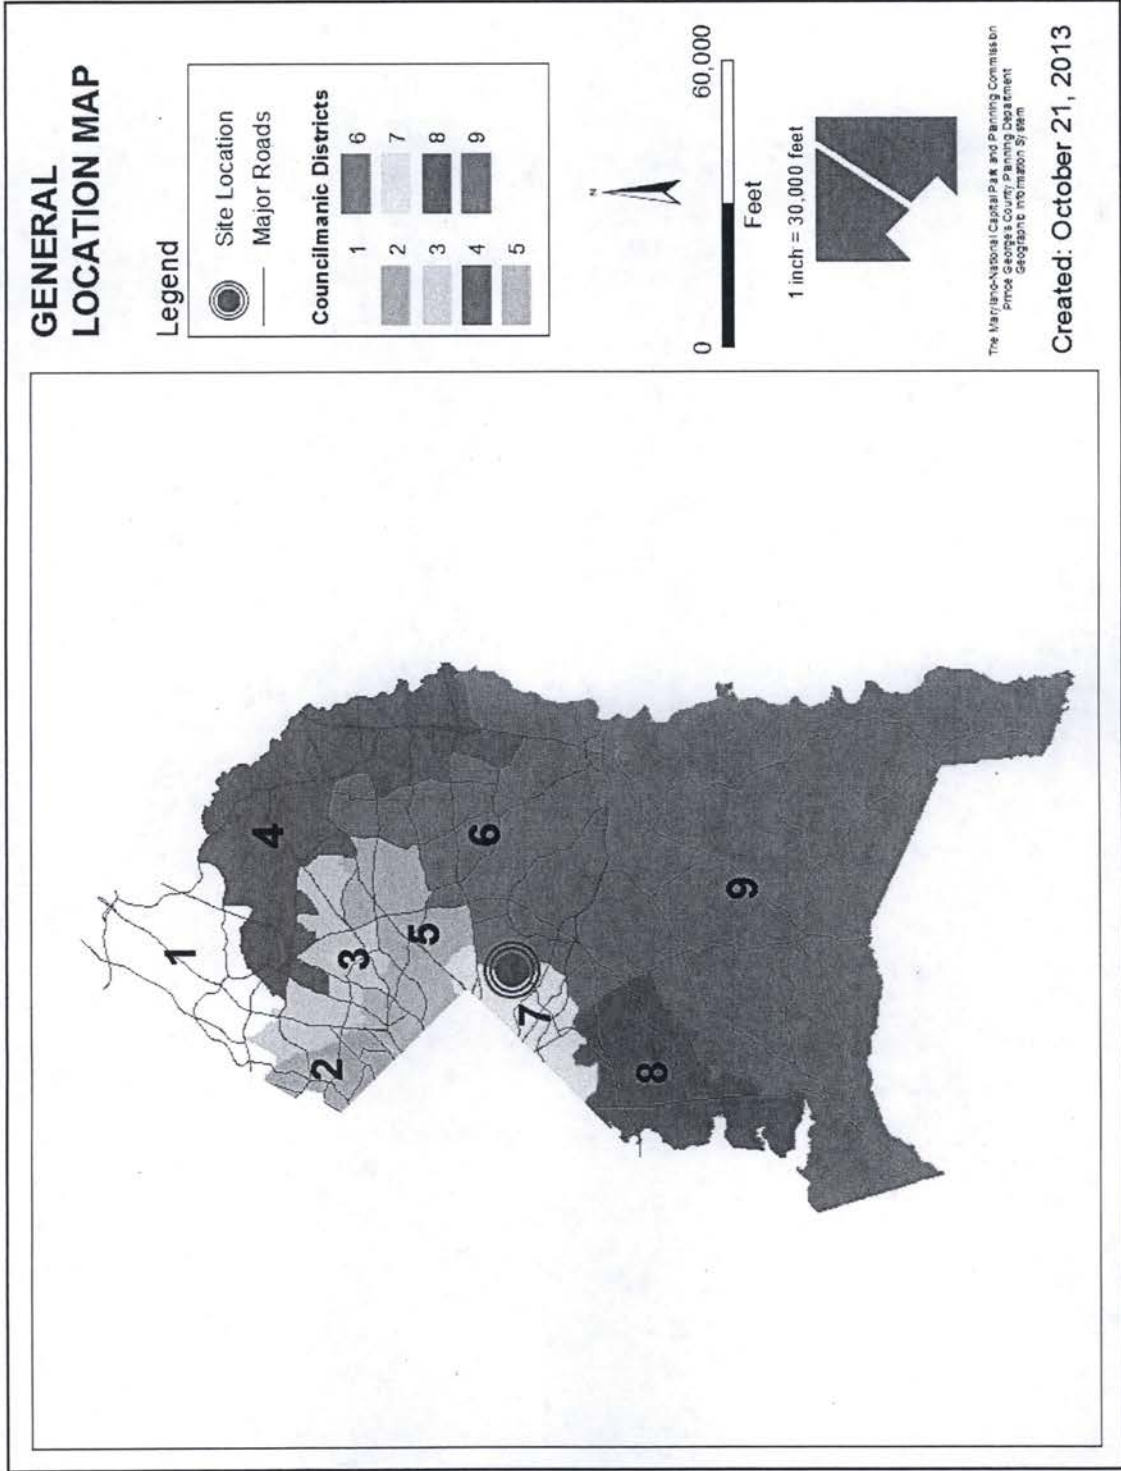 GENERAL
LOCATION MAP
Legend
Site Location
Major Roads
Councilmanic Districts
1
2
3
4
5
6
7
8
9
N
0
60,000
Feet
1 inch = 30,000 feet
The Maryland-National Capital Park and Planning Commission
Prince George's County Planning Department
Geographic Information System
Created: October 21, 2013
1
2
3
4
5
6
7
8
9